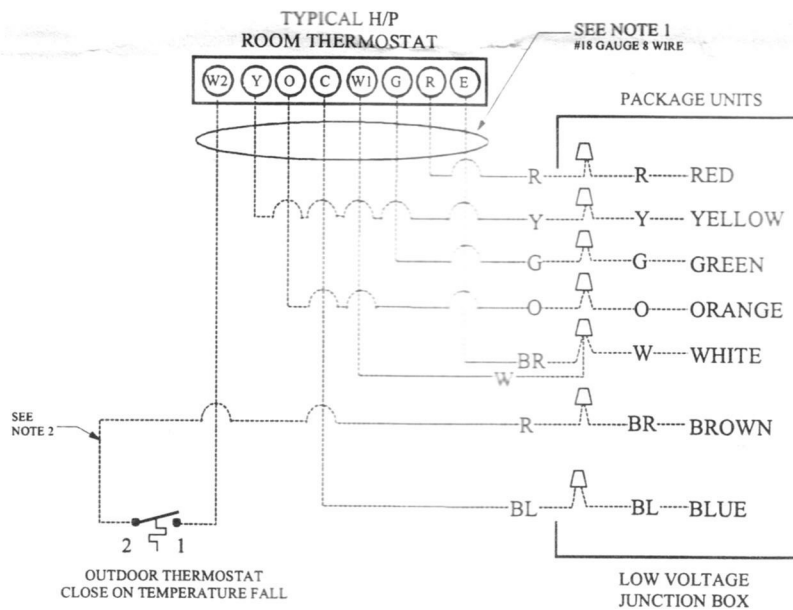 TYPICAL H/P
ROOM THERMOSTAT
SEE NOTE 1
#18 GAUGE 8 WIRE
W2 Y O C W1 G R E
PACKAGE UNITS
R R RED
Y Y YELLOW
G G GREEN
O O ORANGE
BR W WHITE
W
SEE
NOTE 2
R BR BROWN
BL BL BLUE
2 1
OUTDOOR THERMOSTAT
CLOSE ON TEMPERATURE FALL
LOW VOLTAGE
JUNCTION BOX